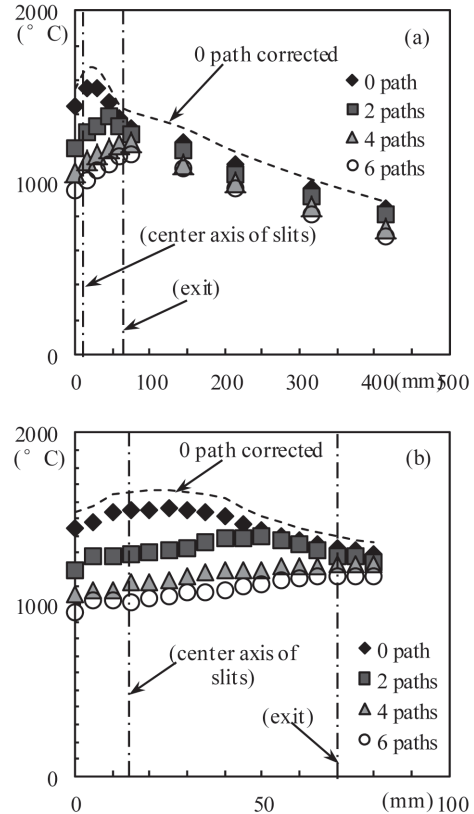 2000
(° C)
(a)
0 path corrected
0 path
2 paths
4 paths
6 paths
1000
(center axis of slits)
(exit)
0
0
100
200
300
400
(mm)
500
2000
(° C)
(b)
0 path corrected
1000
0 path
2 paths
4 paths
6 paths
(center axis of
slits)
(exit)
0
0
50
(mm)
100